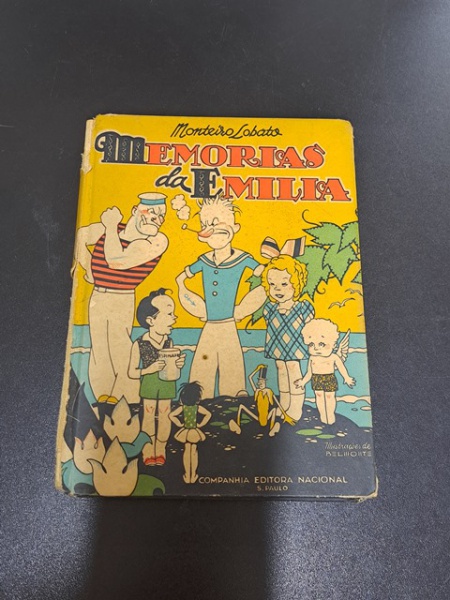 Monteiro Lobato
MEMORIAS
da EMILIA
Illustrações de
BELMONTE
COMPANHIA EDITORA NACIONAL
S. PAULO